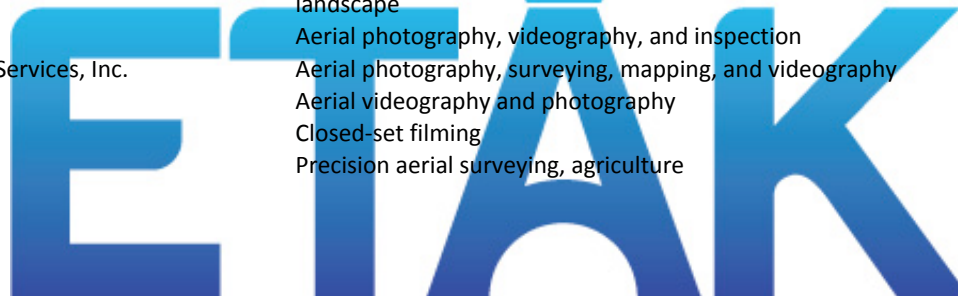 landscape
Aerial photography, videography, and inspection
Services, Inc. Aerial photography, surveying, mapping, and videography
Aerial videography and photography
Closed-set filming
Precision aerial surveying, agriculture
ETAK